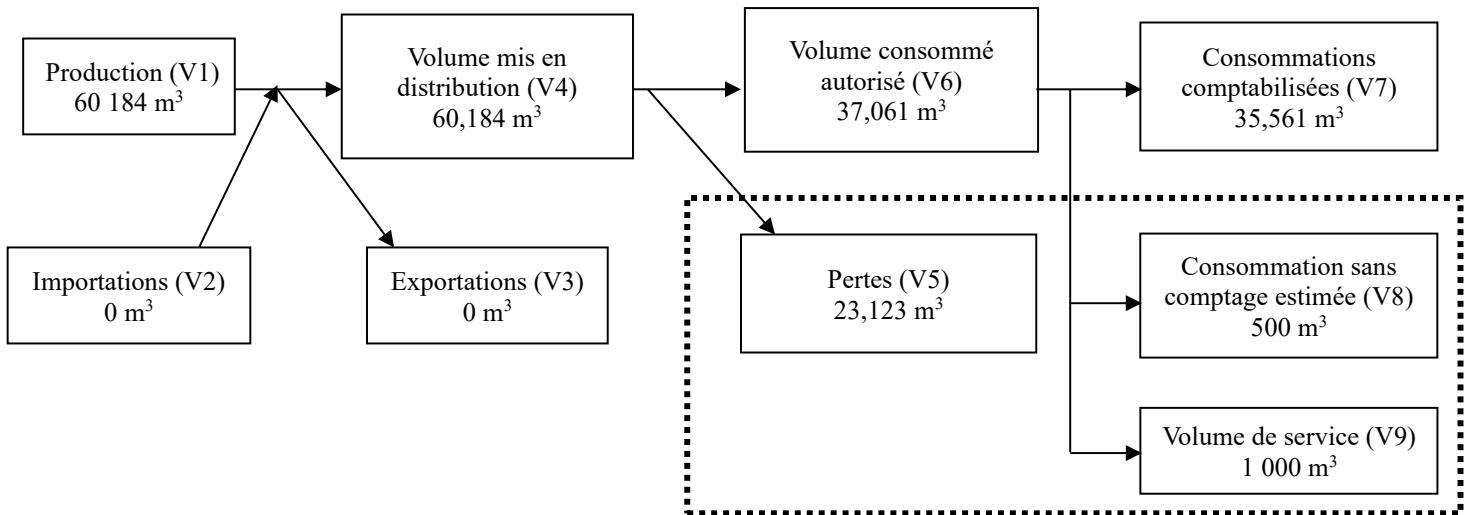 Production (V1)
60 184 m³
Volume mis en
distribution (V4)
60,184 m³
Volume consommé
autorisé (V6)
37,061 m³
Consommations
comptabilisées (V7)
35,561 m³
Importations (V2)
0 m³
Exportations (V3)
0 m³
Pertes (V5)
23,123 m³
Consommation sans
comptage estimée (V8)
500 m³
Volume de service (V9)
1 000 m³